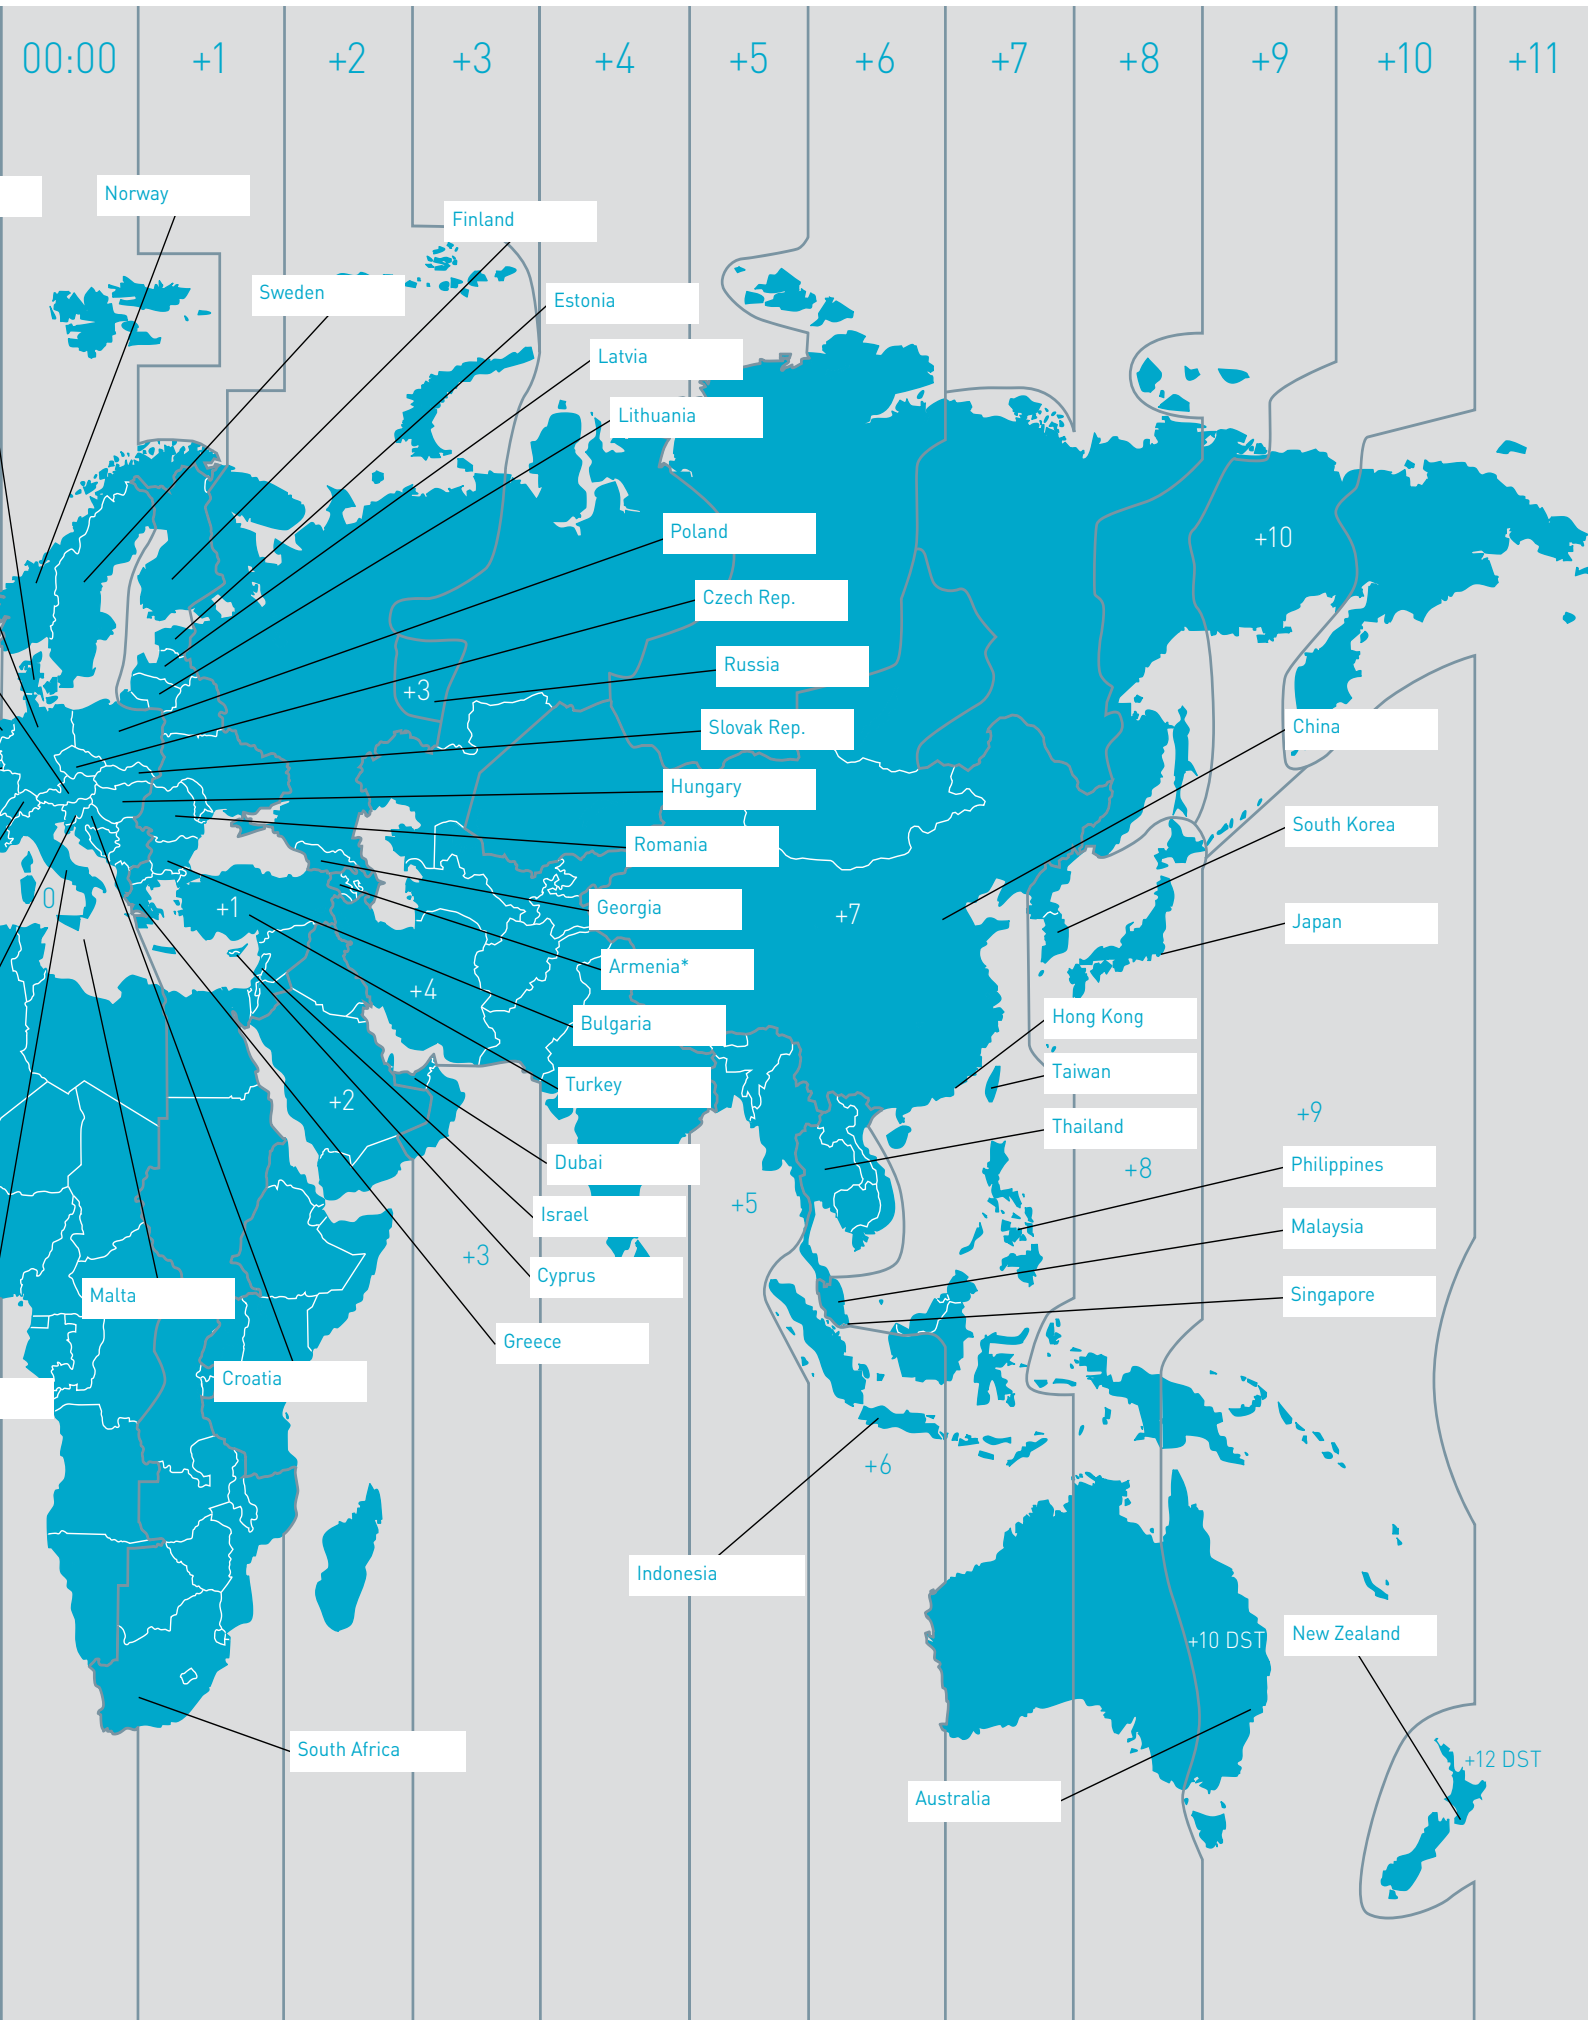 00:00 +1 +2 +3 +4 +5 +6 +7 +8 +9 +10 +11
Norway
Finland
Sweden
Estonia
Latvia
Lithuania
Poland
+10
Czech Rep.
Russia
+3
Slovak Rep.
China
Hungary
South Korea
Romania
Georgia
0
+1
+7
Japan
Armenia*
+4
Bulgaria
Hong Kong
Turkey
Taiwan
+2
+9
Thailand
Dubai
+8
Philippines
+5
Israel
Malaysia
+3
Cyprus
Malta
Singapore
Greece
Croatia
+6
Indonesia
+10 DST
New Zealand
South Africa
+12 DST
Australia